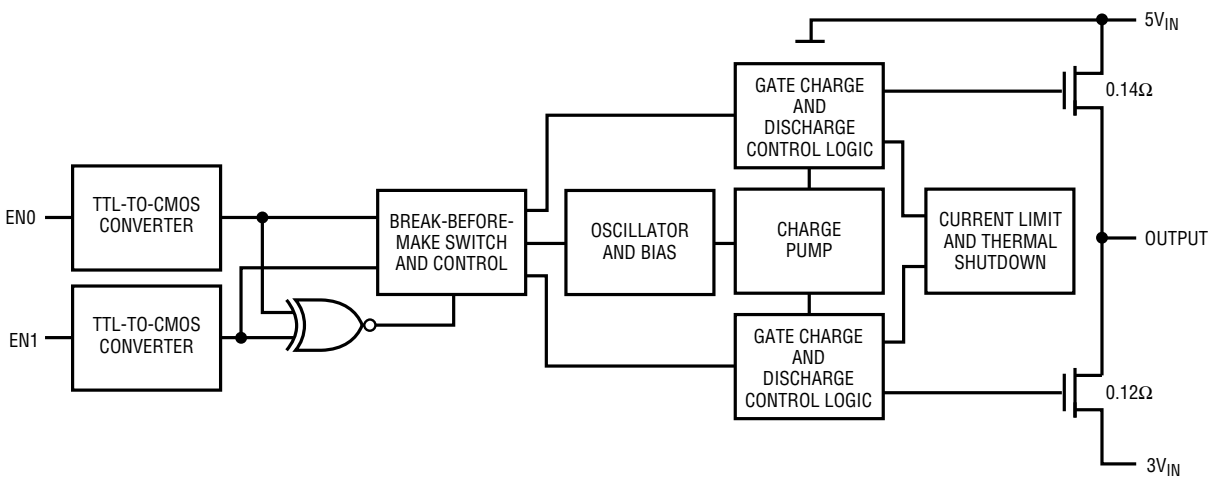 EN0
TTL-TO-CMOS
CONVERTER
EN1
TTL-TO-CMOS
CONVERTER
BREAK-BEFORE-
MAKE SWITCH
AND CONTROL
OSCILLATOR
AND BIAS
GATE CHARGE
AND
DISCHARGE
CONTROL LOGIC
CHARGE
PUMP
GATE CHARGE
AND
DISCHARGE
CONTROL LOGIC
CURRENT LIMIT
AND THERMAL
SHUTDOWN
5VIN
0.14Ω
OUTPUT
0.12Ω
3VIN